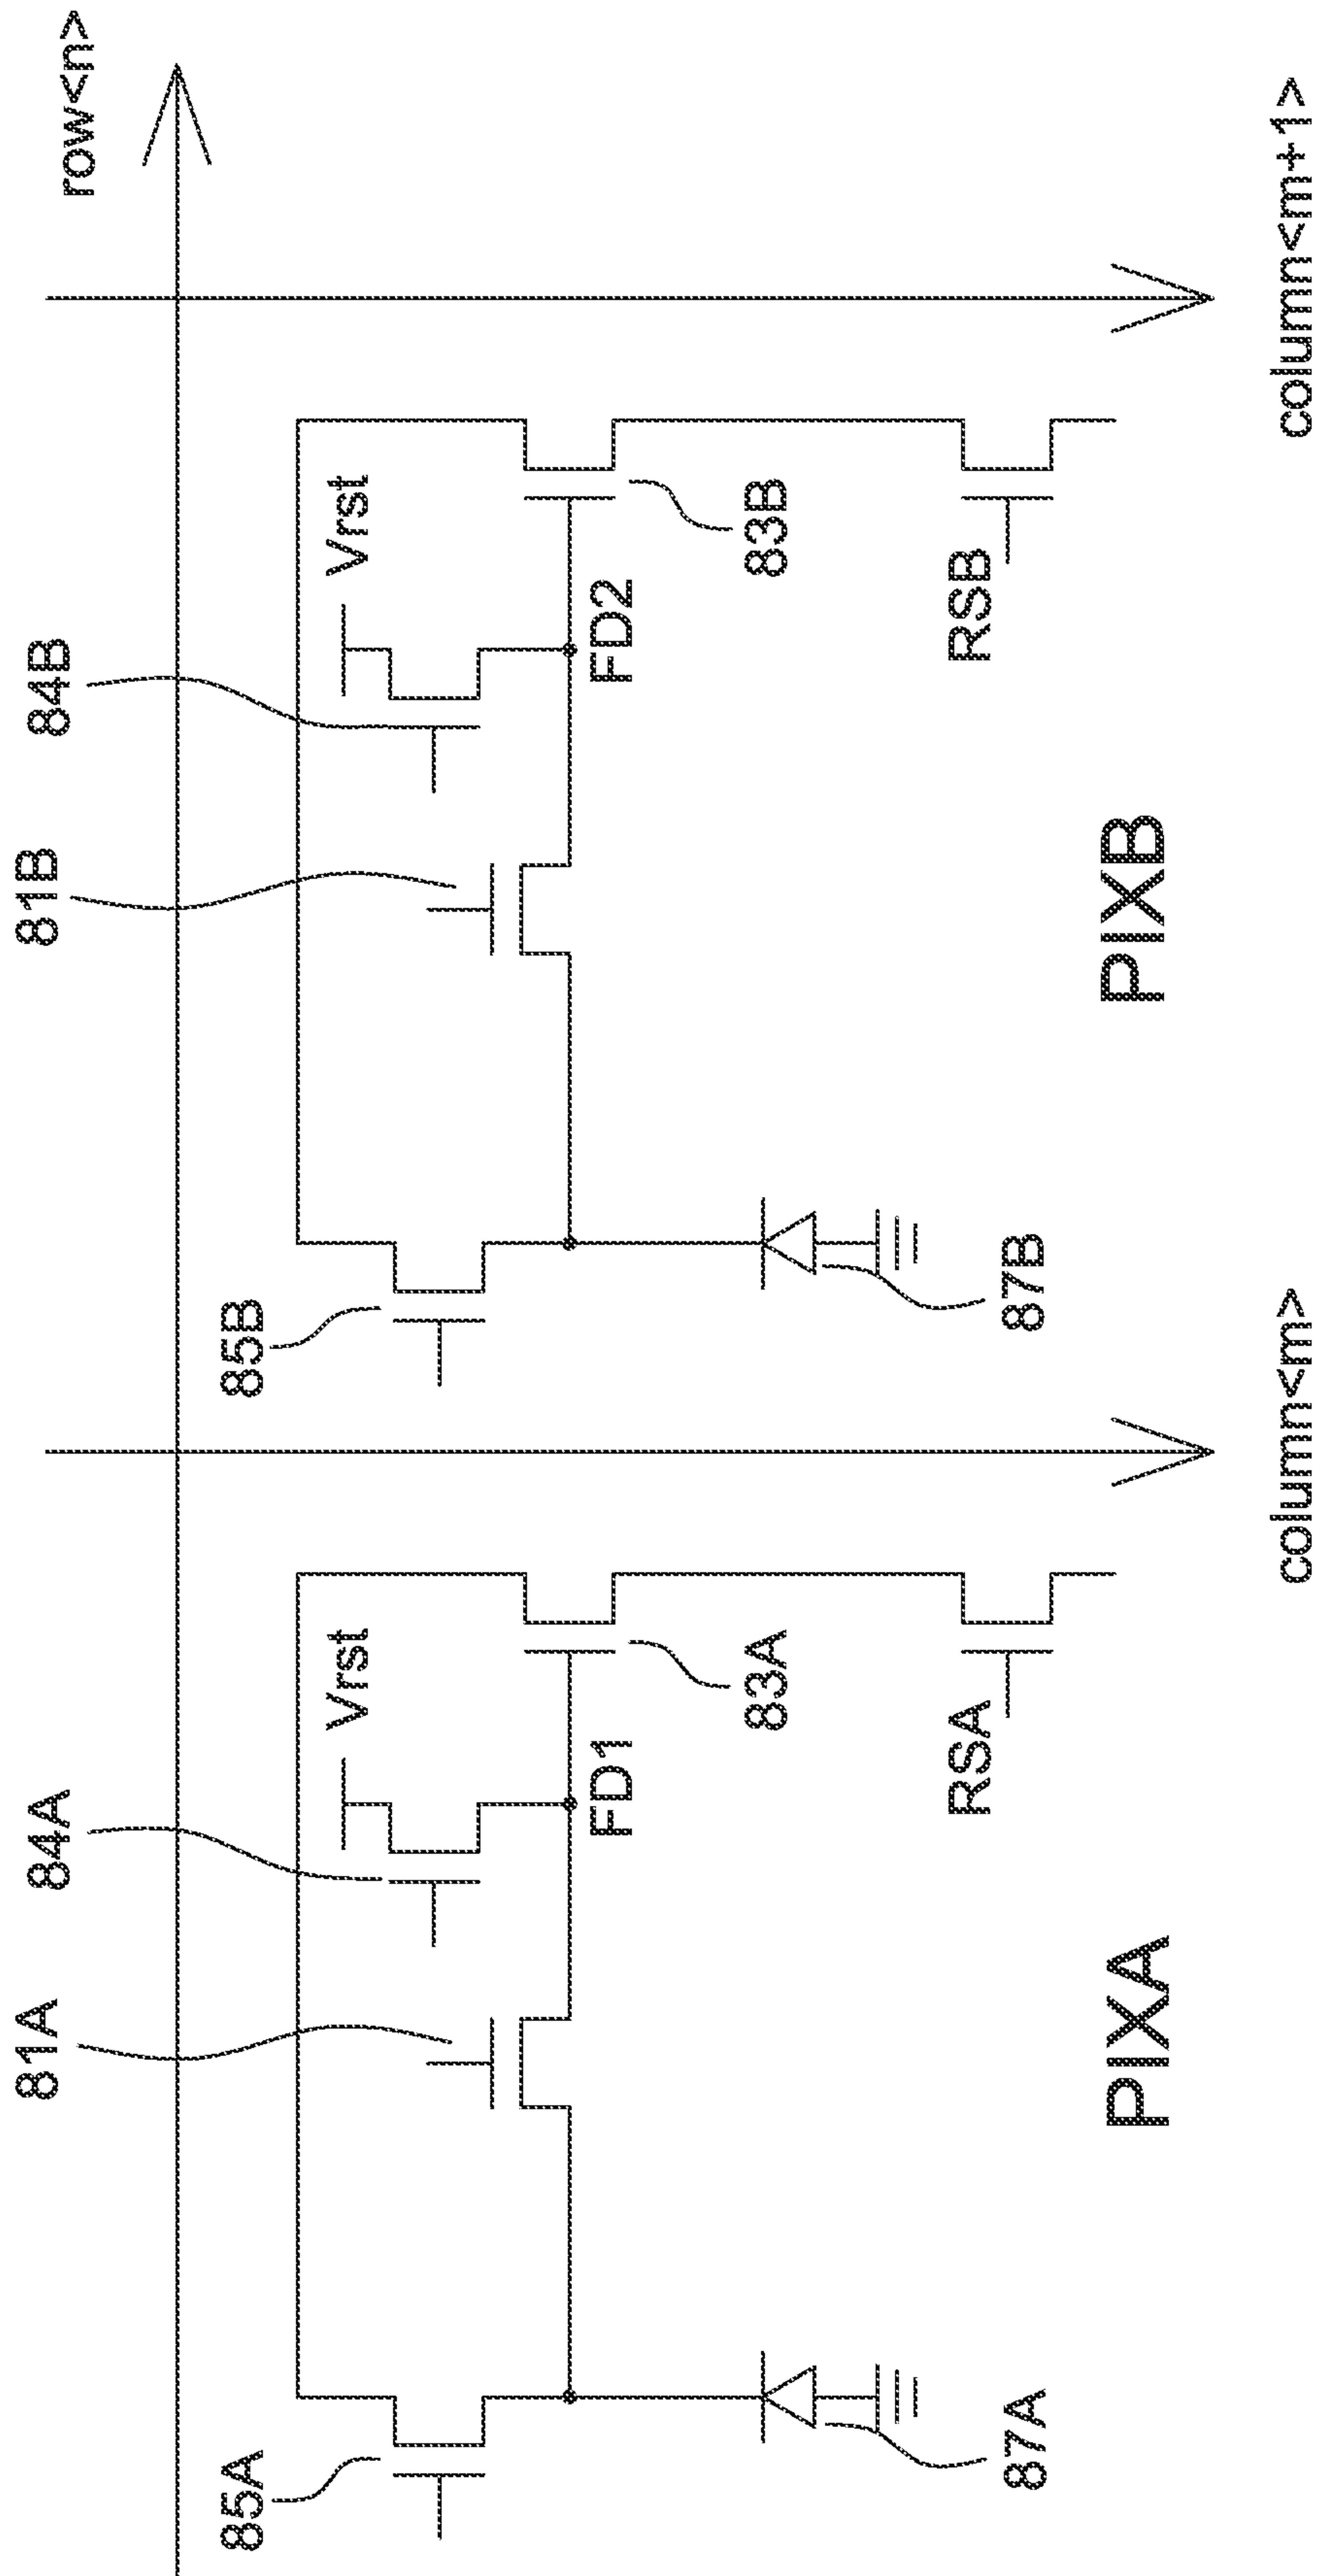 row<n>
81A
84A
81B
84B
85A
85B
Vrst
Vrst
FD1
FD2
83A
83B
RSA
RSB
87A
87B
PIXA
PIXB
column<m>
column<m+1>